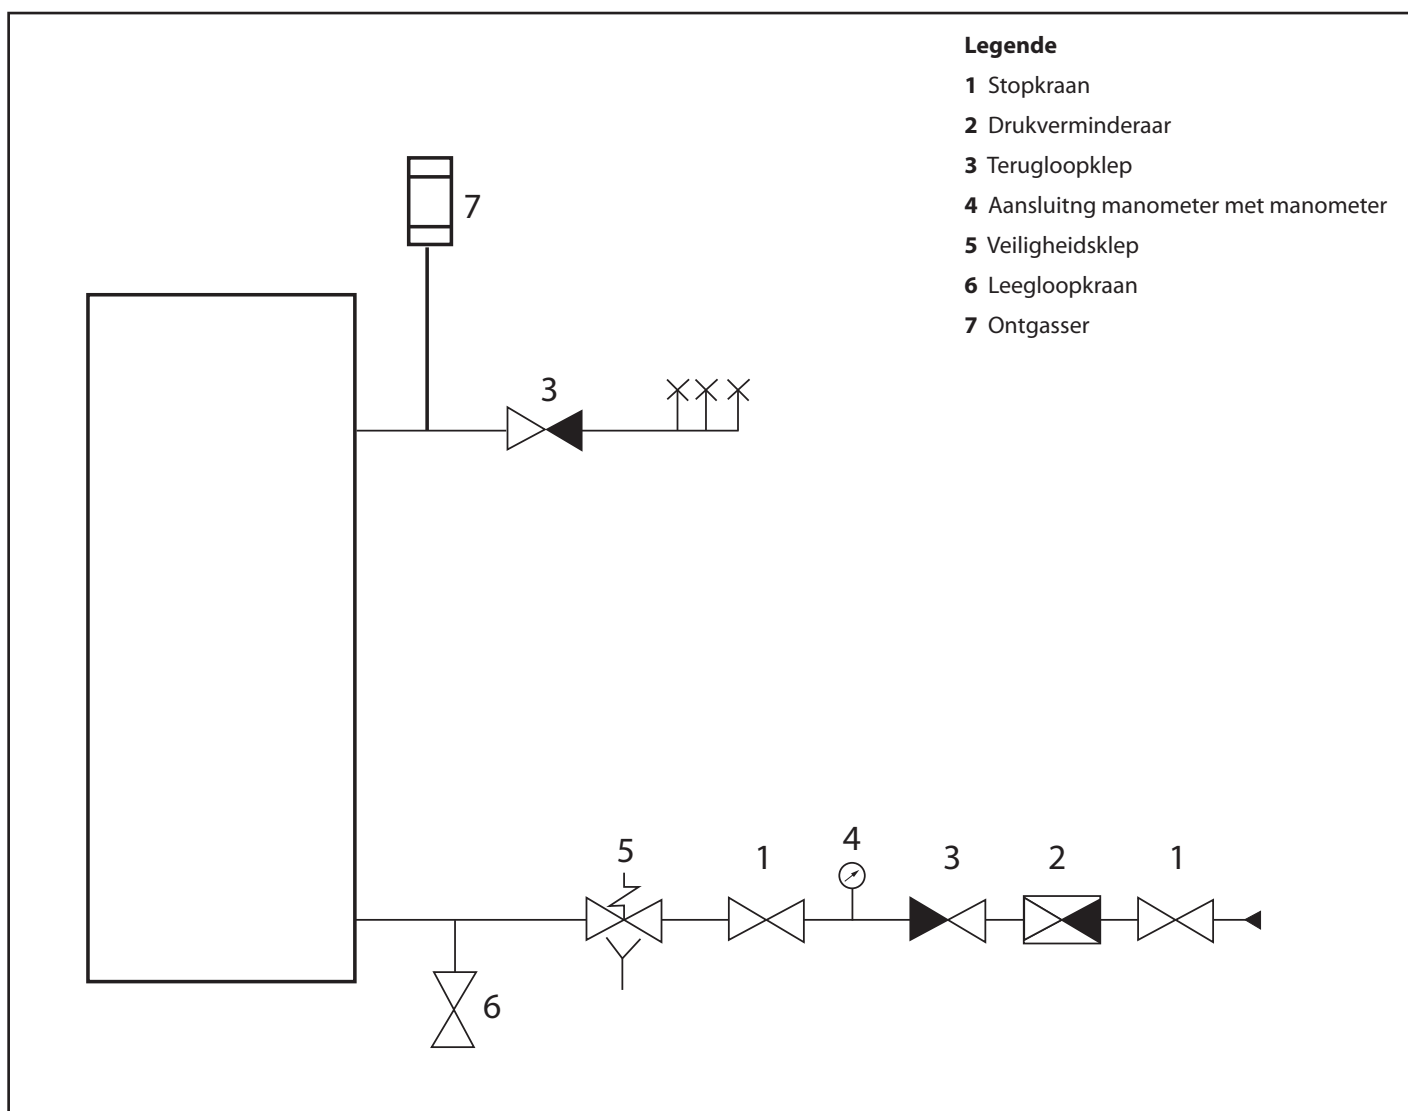 Legende
1 Stopkraan
2 Drukverminderaar
3 Terugloopklep
4 Aansluitng manometer met manometer
5 Veiligheidsklep
6 Leegloopkraan
7 Ontgasser
7
3
5
1
4
3
2
1
6